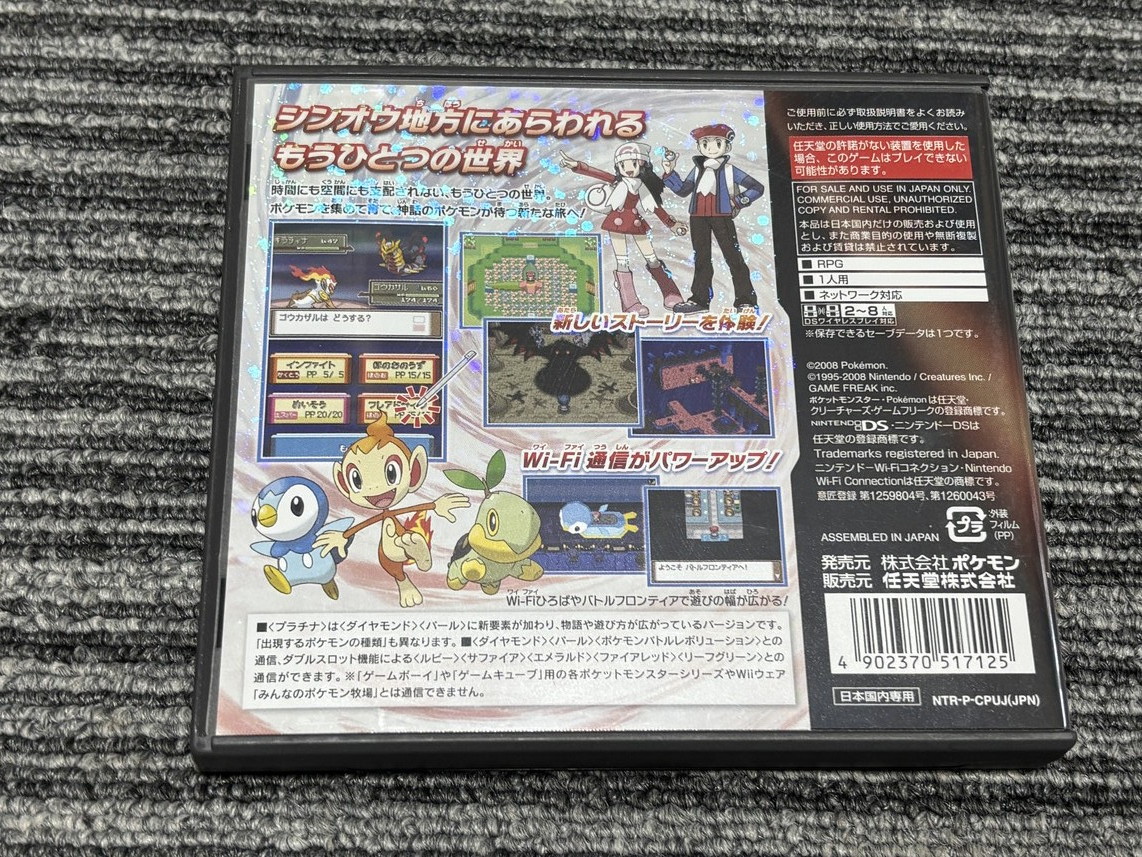 シンオウ地方にあらわれる
もうひとつの世界
時間にも空間にも支配されない、もうひとつの世界。
ポケモンを集めて育て、神話のポケモンが待つ新たな旅へ!
ギラティナ
ゴウカザル
174/174
ゴウカザルは どうする?
インファイト
かくとう PP 5/ 5
PP 15/15
めいそう
エスパー PP 20/20
ほのお
新しいストーリーを体験!
Wi-Fi 通信がパワーアップ!
ようこそ バトルフロンティアへ!
Wi-Fiひろばやバトルフロンティアで遊びの幅が広がる!
■〈プラチナ〉は〈ダイヤモンド〉〈パール〉に新要素が加わり、物語や遊び方が広がっているバージョンです。
「出現するポケモンの種類」も異なります。■〈ダイヤモンド〉〈パール〉〈ポケモンバトルレボリューション〉との
通信、ダブルスロット機能による〈ルビー〉〈サファイア〉〈エメラルド〉〈ファイアレッド〉〈リーフグリーン〉との
通信ができます。※「ゲームボーイ」や「ゲームキューブ」用の各ポケットモンスターシリーズやWiiウェア
「みんなのポケモン牧場」とは通信できません。
ご使用前に必ず取扱説明書をよくお読み
いただき、正しい使用方法でご愛用ください。
任天堂の許諾がない装置を使用した
場合、このゲームはプレイできない
可能性があります。
FOR SALE AND USE IN JAPAN ONLY.
COMMERCIAL USE, UNAUTHORIZED
COPY AND RENTAL PROHIBITED.
本品は日本国内だけの販売および使用
とし、また商業目的の使用や無断複製
および賃貸は禁止されています。
■ RPG
■ 1人用
■ ネットワーク対応
2～8人対応
DSワイヤレスプレイ対応
※保存できるセーブデータは1つです。
©2008 Pokémon.
©1995-2008 Nintendo / Creatures Inc. /
GAME FREAK inc.
ポケットモンスター・Pokémonは任天堂・
クリーチャーズ・ゲームフリークの登録商標です。
NINTENDO DS・ニンテンドーDSは
任天堂の登録商標です。
Trademarks registered in Japan.
ニンテンドーWi-Fiコネクション・Nintendo
Wi-Fi Connectionは任天堂の商標です。
意匠登録 第1259804号、第1260043号
ASSEMBLED IN JAPAN
プラ
外装
フィルム
(PP)
発売元 株式会社ポケモン
販売元 任天堂株式会社
4 902370 517125
日本国内専用
NTR-P-CPUJ(JPN)